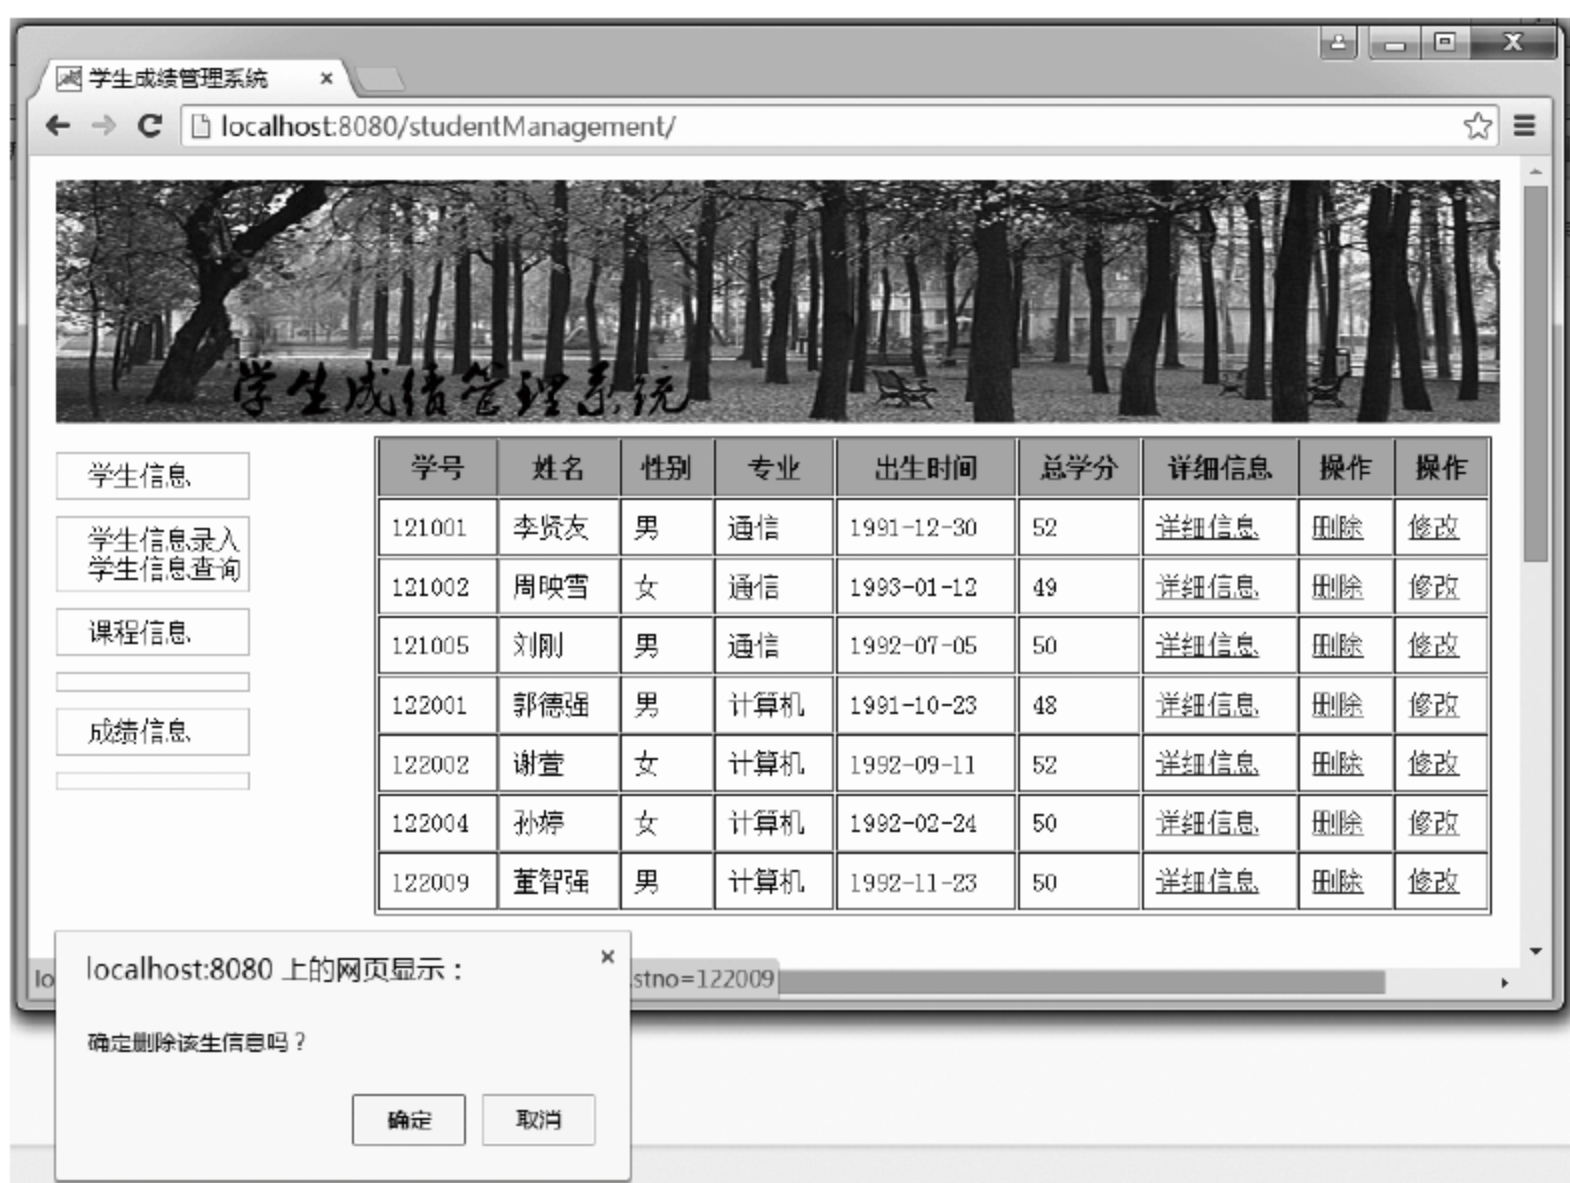 学生成绩管理系统
localhost:8080/studentManagement/
学生成绩管理系统
学生信息
学生信息录入
学生信息查询
课程信息
成绩信息
学号 姓名 性别 专业 出生时间 总学分 详细信息 操作 操作
121001 李贤友 男 通信 1991-12-30 52 详细信息 删除 修改
121002 周映雪 女 通信 1993-01-12 49 详细信息 删除 修改
121005 刘刚 男 通信 1992-07-05 50 详细信息 删除 修改
122001 郭德强 男 计算机 1991-10-23 48 详细信息 删除 修改
122002 谢萱 女 计算机 1992-09-11 52 详细信息 删除 修改
122004 孙婷 女 计算机 1992-02-24 50 详细信息 删除 修改
122009 董智强 男 计算机 1992-11-23 50 详细信息 删除 修改
lo
.stno=122009
localhost:8080 上的网页显示：
确定删除该生信息吗？
确定 取消